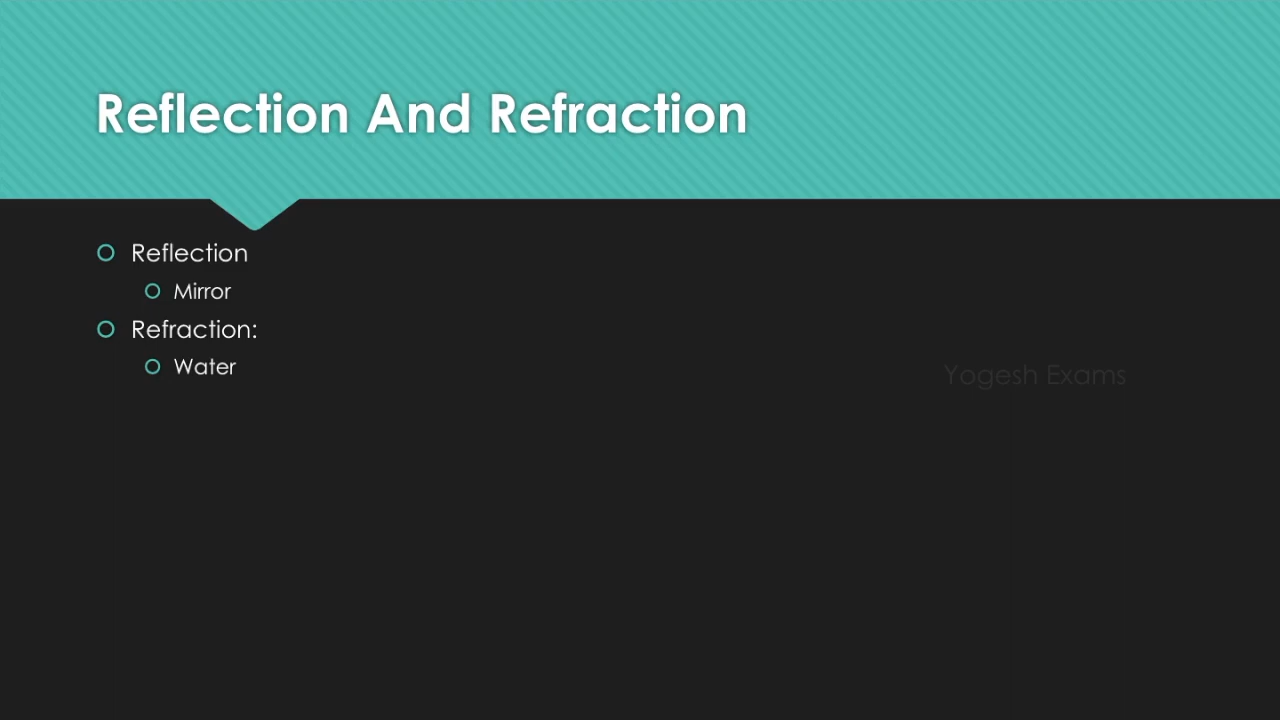 Reflection And Refraction
Reflection
Mirror
Refraction:
Water
Yogesh Exams